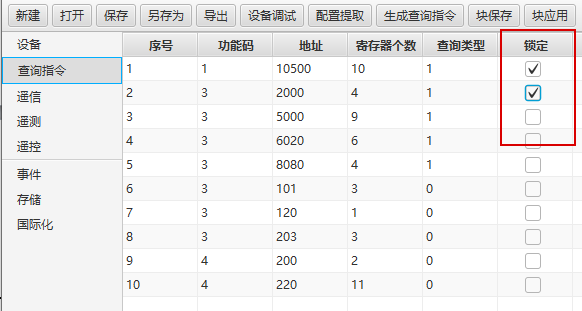 新建 打开 保存 另存为 导出 设备调试 配置提取 生成查询指令 块保存 块应用
设备
查询指令
遥信
遥测
遥控
事件
存储
国际化
序号 功能码 地址 寄存器个数 查询类型 锁定
1 1 10500 10 1
2 3 2000 4 1
3 3 5000 9 1
4 3 6020 6 1
5 3 8080 4 1
6 3 101 3 0
7 3 120 1 0
8 3 203 3 0
9 4 200 2 0
10 4 220 11 0